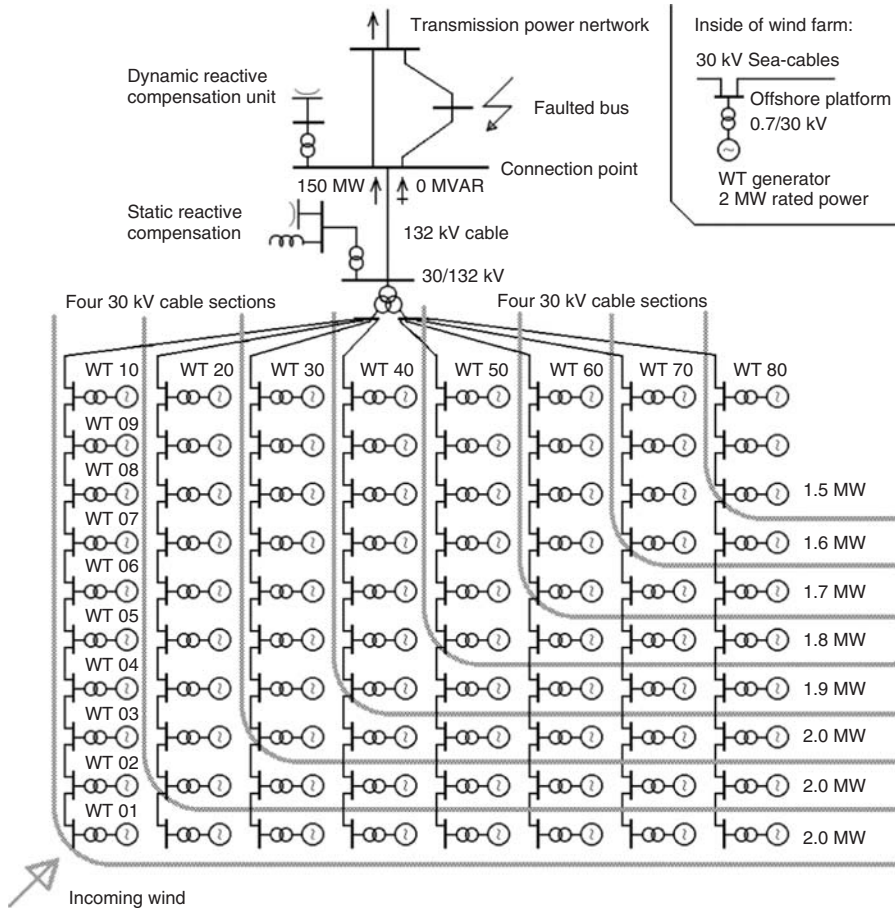 Transmission power nertwork
Dynamic reactive
compensation unit
Faulted bus
Connection point
150 MW
0 MVAR
Static reactive
compensation
132 kV cable
30/132 kV
Inside of wind farm:
30 kV Sea-cables
Offshore platform
0.7/30 kV
WT generator
2 MW rated power
Four 30 kV cable sections
Four 30 kV cable sections
WT 10
WT 20
WT 30
WT 40
WT 50
WT 60
WT 70
WT 80
WT 09
WT 08
1.5 MW
WT 07
1.6 MW
WT 06
1.7 MW
WT 05
1.8 MW
WT 04
1.9 MW
WT 03
2.0 MW
WT 02
2.0 MW
WT 01
2.0 MW
Incoming wind